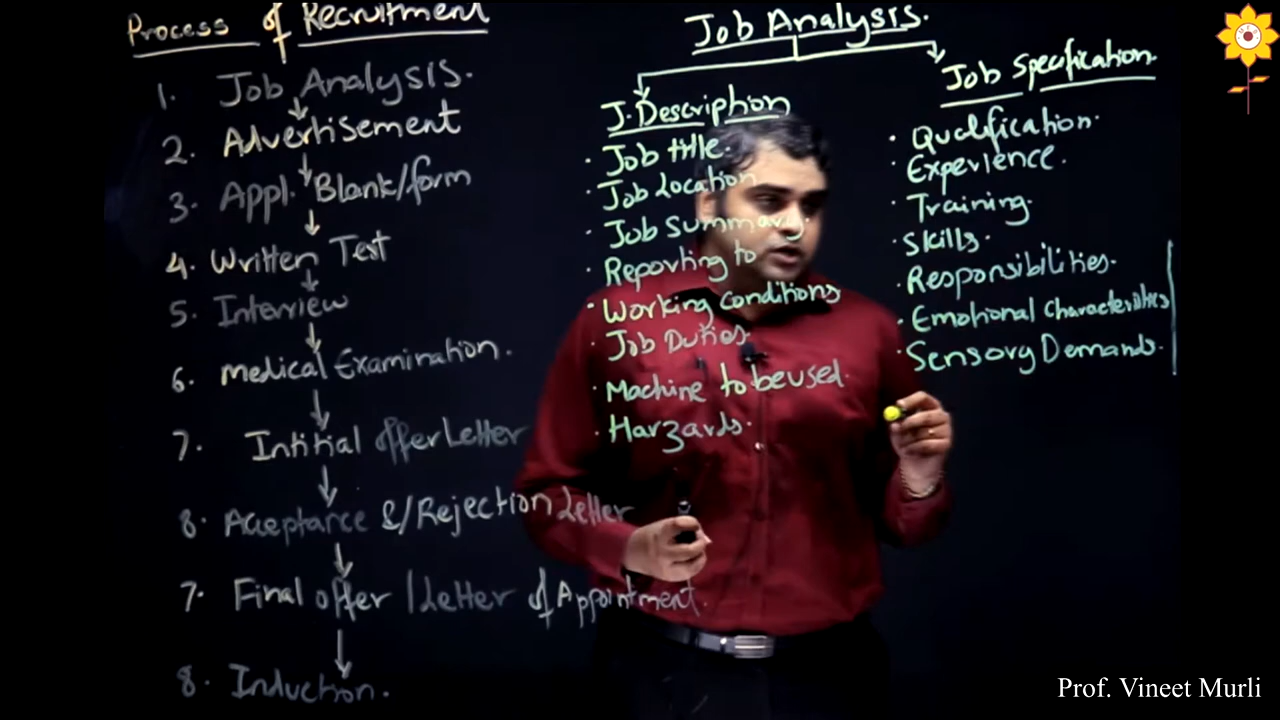 Process of Recruitment
1. Job Analysis.
2. Advertisement
3. Appl. Blank/form
4. Written Test
5. Interview
6. Medical Examination.
7. Intitial offer Letter
8. Acceptance &/Rejection Letter
7. Final offer / Letter of Appointment.
8. Induction.
Job Analysis.
J. Description
· Job title.
· Job Location
· Job Summary.
· Reporting to
· Working conditions
· Job Duties.
· Machine to be used.
· Harzards.
Job Specification.
· Qualification.
· Experience.
· Training.
· Skills.
· Responsibilities.
· Emotional Characteristics
· Sensory Demands.
Prof. Vineet Murli